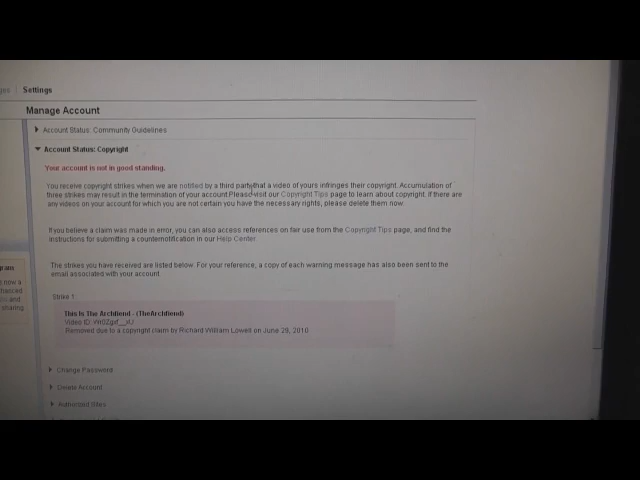 Settings
Manage Account
Account Status: Community Guidelines
Account Status: Copyright
Your account is not in good standing.
You receive copyright strikes when we are notified by a third party that a video of yours infringes their copyright. Accumulation of
three strikes may result in the termination of your account.Please visit our Copyright Tips page to learn about copyright. If there
are any videos on your account for which you are not certain you have the necessary rights, please delete them now.
If you believe a claim was made in error, you can also access references on fair use from the Copyright Tips page, and find the
instructions for submitting a counternotification in our Help Center.
The strikes you have received are listed below. For your reference, a copy of each warning message has also been sent to the
email associated with your account
Strike 1:
This Is The Archfiend - (TheArchfiend)
Video ID:
Removed due to a copyright claim by Richard William Lowell on June 29, 2010
and
sharing
Change Password
Delete Account
Authorized Sites